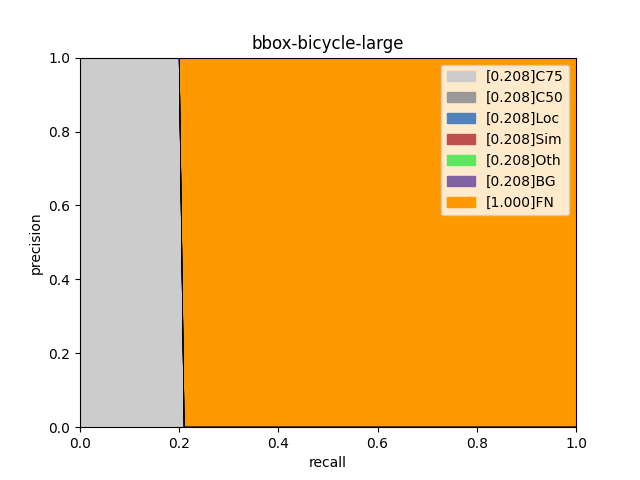 bbox-bicycle-large
1.0
0.8
0.6
0.4
0.2
0.0
precision
[0.208]C75
[0.208]C50
[0.208]Loc
[0.208]Sim
[0.208]Oth
[0.208]BG
[1.000]FN
0.0 0.2 0.4 0.6 0.8 1.0
recall